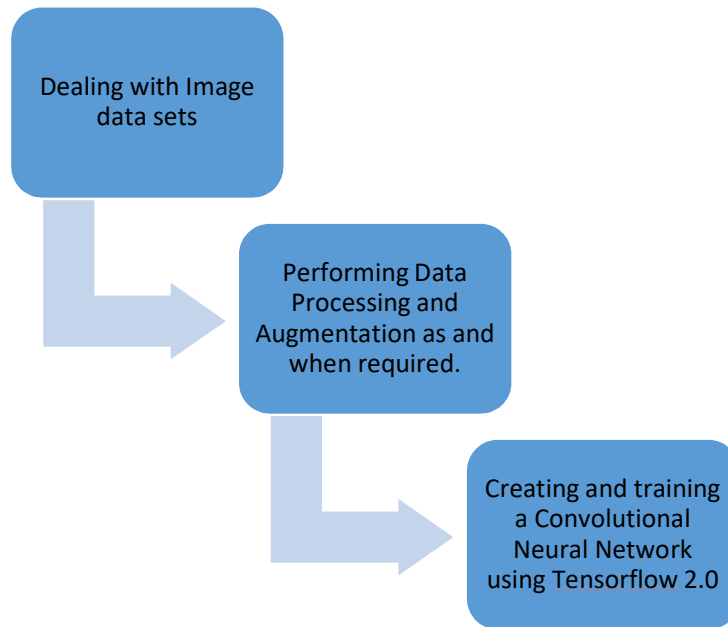 Dealing with Image
data sets
Performing Data
Processing and
Augmentation as and
when required.
Creating and training
a Convolutional
Neural Network
using Tensorflow 2.0